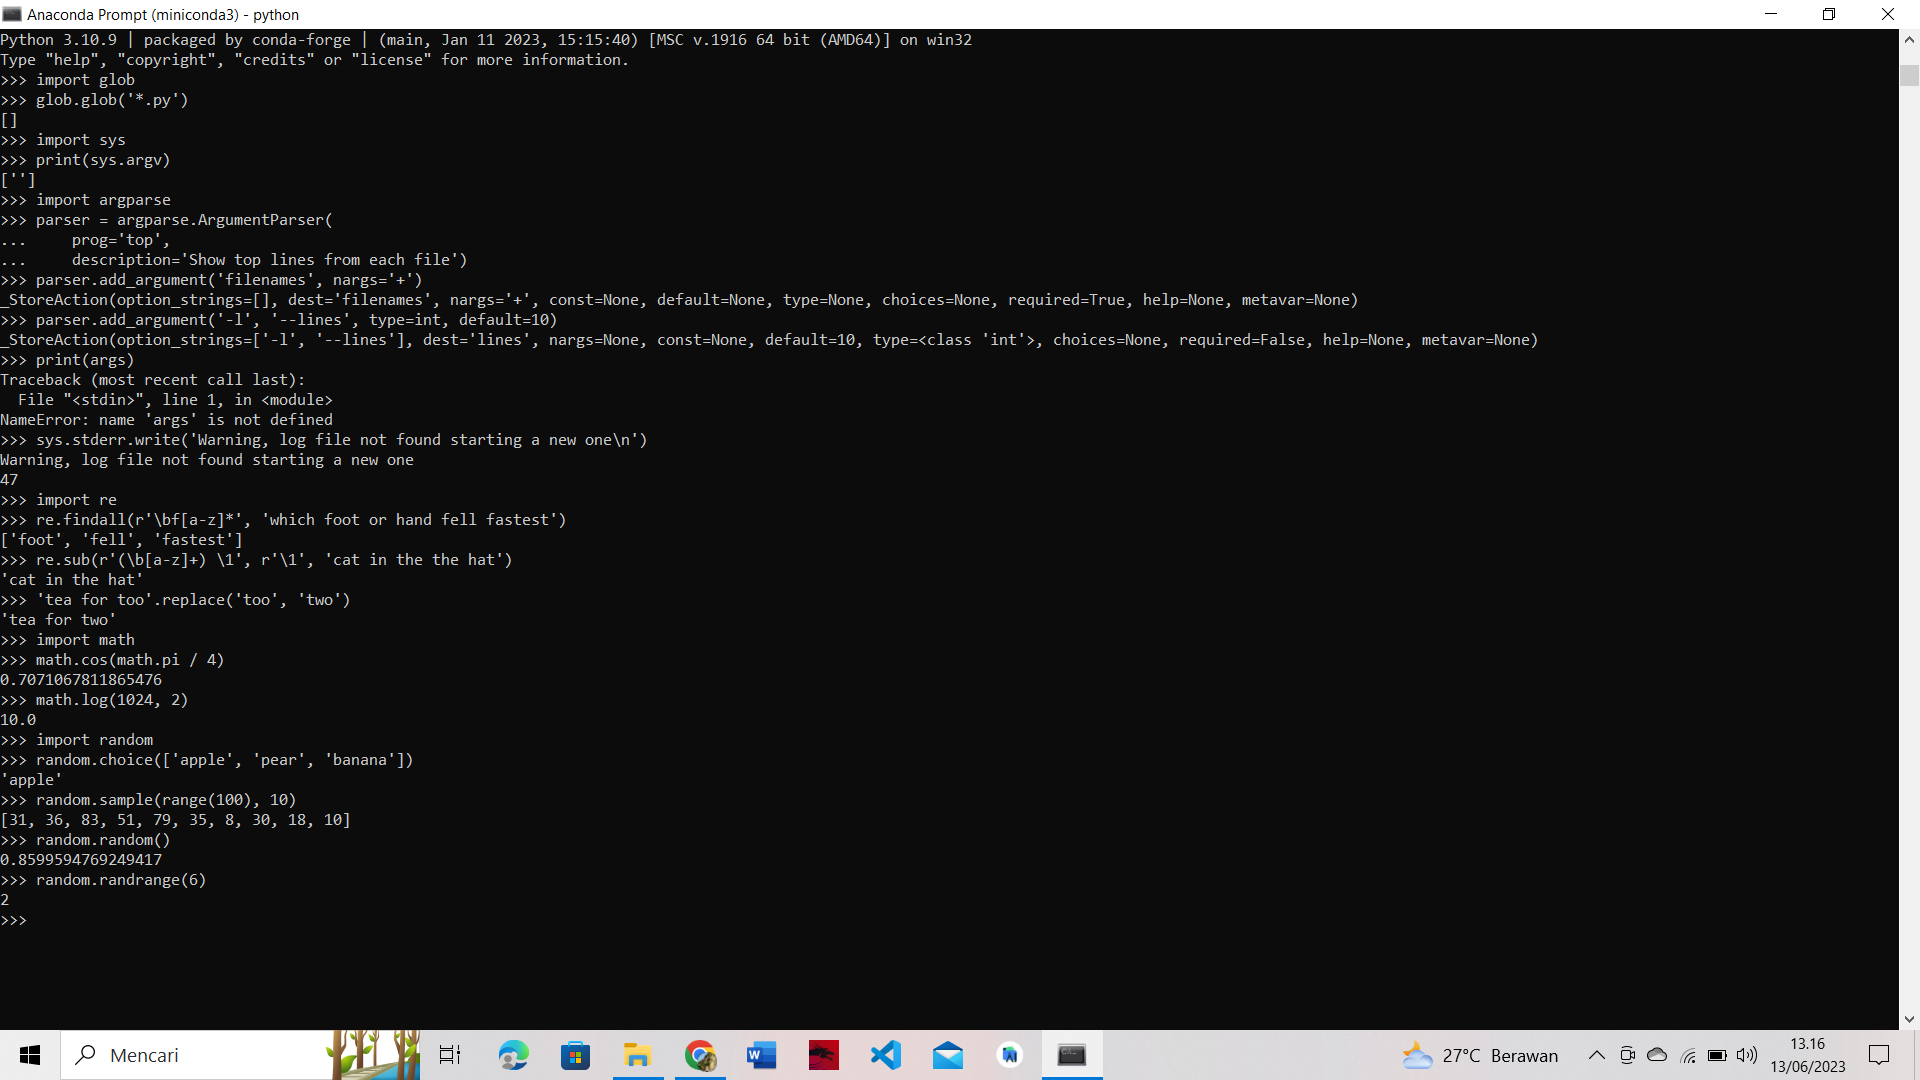 Anaconda Prompt (miniconda3) - python
Python 3.10.9 | packaged by conda-forge | (main, Jan 11 2023, 15:15:40) [MSC v.1916 64 bit (AMD64)] on win32
Type "help", "copyright", "credits" or "license" for more information.
>>> import glob
>>> glob.glob('*.py')
[]
>>> import sys
>>> print(sys.argv)
['']
>>> import argparse
>>> parser = argparse.ArgumentParser(
...     prog='top',
...     description='Show top lines from each file')
>>> parser.add_argument('filenames', nargs='+')
_StoreAction(option_strings=[], dest='filenames', nargs='+', const=None, default=None, type=None, choices=None, required=True, help=None, metavar=None)
>>> parser.add_argument('-l', '--lines', type=int, default=10)
_StoreAction(option_strings=['-l', '--lines'], dest='lines', nargs=None, const=None, default=10, type=<class 'int'>, choices=None, required=False, help=None, metavar=None)
>>> print(args)
Traceback (most recent call last):
  File "<stdin>", line 1, in <module>
NameError: name 'args' is not defined
>>> sys.stderr.write('Warning, log file not found starting a new one\n')
Warning, log file not found starting a new one
47
>>> import re
>>> re.findall(r'\bf[a-z]*', 'which foot or hand fell fastest')
['foot', 'fell', 'fastest']
>>> re.sub(r'(\b[a-z]+) \1', r'\1', 'cat in the the hat')
'cat in the hat'
>>> 'tea for too'.replace('too', 'two')
'tea for two'
>>> import math
>>> math.cos(math.pi / 4)
0.7071067811865476
>>> math.log(1024, 2)
10.0
>>> import random
>>> random.choice(['apple', 'pear', 'banana'])
'apple'
>>> random.sample(range(100), 10)
[31, 36, 83, 51, 79, 35, 8, 30, 18, 10]
>>> random.random()
0.8599594769249417
>>> random.randrange(6)
2
>>>
Mencari
27°C Berawan
13.16
13/06/2023